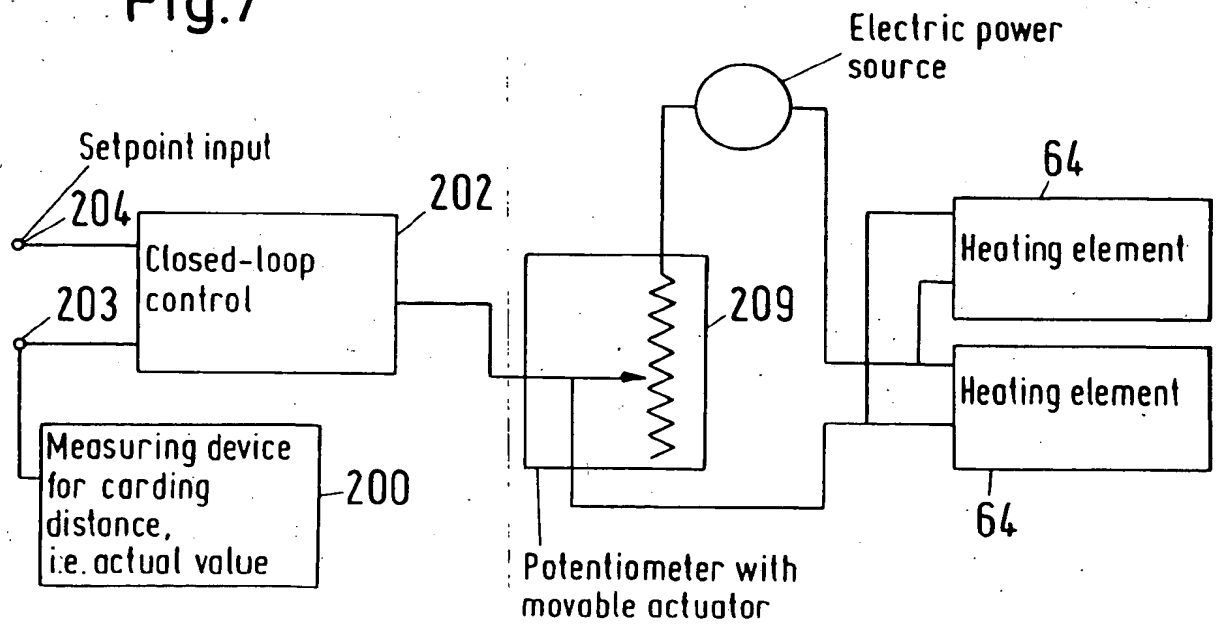 Fig.7
Electric power
source
Setpoint input
204
202
64
Closed-loop
control
Heating element
203
209
Heating element
Measuring device
for carding
distance,
i.e. actual value
200
64
Potentiometer with
movable actuator